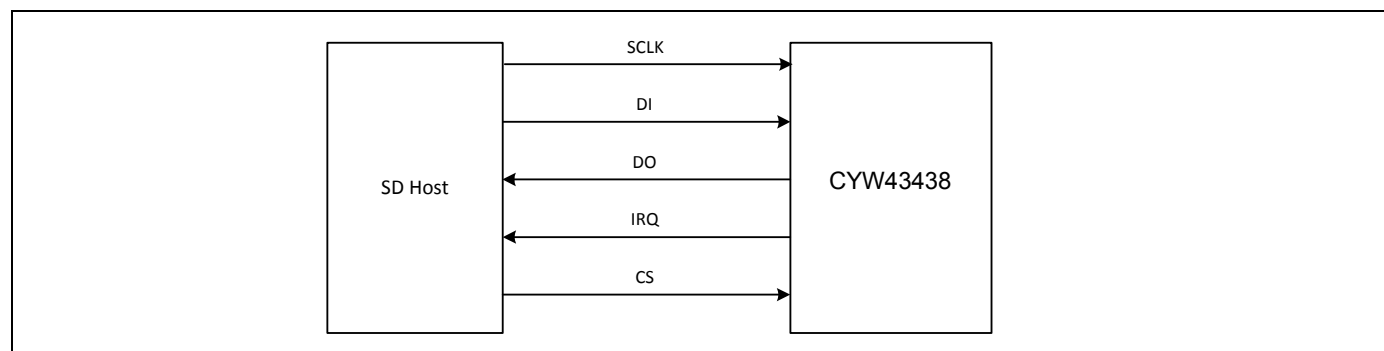 SCLK
DI
DO
SD Host
CYW43438
IRQ
CS